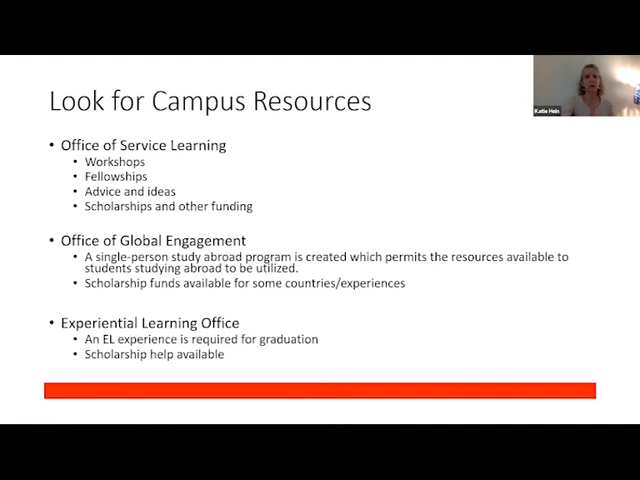 Look for Campus Resources
Katie Hein
• Office of Service Learning
• Workshops
• Fellowships
• Advice and ideas
• Scholarships and other funding
• Office of Global Engagement
• A single-person study abroad program is created which permits the resources available to
students studying abroad to be utilized.
• Scholarship funds available for some countries/experiences
• Experiential Learning Office
• An EL experience is required for graduation
• Scholarship help available